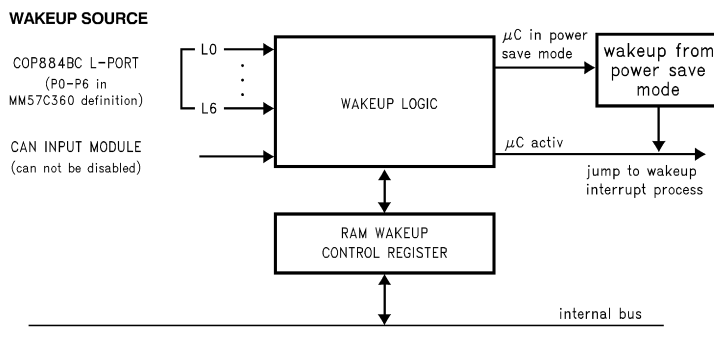 WAKEUP SOURCE
COP884BC L-PORT
(P0-P6 in
MM57C360 definition)
L0
L6
CAN INPUT MODULE
(can not be disabled)
WAKEUP LOGIC
μC in power
save mode
wakeup from
power save
mode
μC activ
jump to wakeup
interrupt process
RAM WAKEUP
CONTROL REGISTER
internal bus